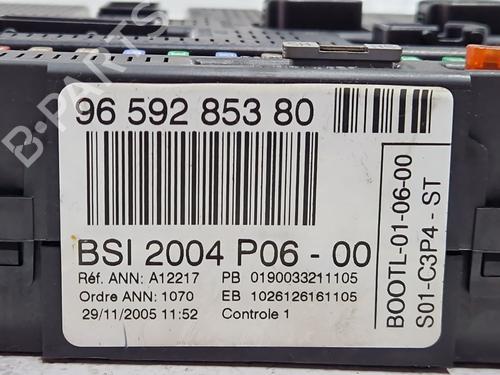 96 592 853 80
BSI 2004 P06 - 00
Réf. ANN: A12217 PB 0190033211105
Ordre ANN: 1070 EB 1026126161105
29/11/2005 11:52 Controle 1
BOOTL-01-06-00
S01-C3P4 - ST
B-PARTS